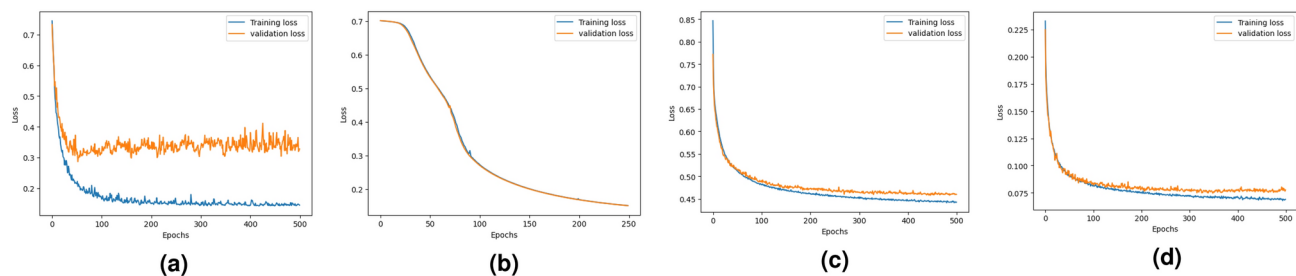 Training loss
validation loss
0.7
0.6
0.5
0.4
0.3
0.2
Loss
0
100
200
300
400
500
Epochs
(a)
Training loss
validation loss
0.7
0.6
0.5
0.4
0.3
0.2
Loss
0
50
100
150
200
250
Epochs
(b)
Training loss
validation loss
0.85
0.80
0.75
0.70
0.65
0.60
0.55
0.50
0.45
Loss
0
100
200
300
400
500
Epochs
(c)
Training loss
validation loss
0.225
0.200
0.175
0.150
0.125
0.100
0.075
Loss
0
100
200
300
400
500
Epochs
(d)